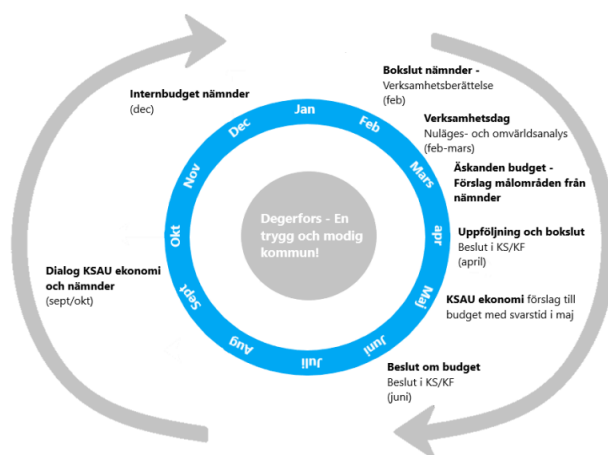 Bokslut nämnder -
Verksamhetsberättelse
(feb)
Internbudget nämnder
(dec)
Verksamhetsdag
Nuläges- och omvärldsanalys
(feb-mars)
Äskanden budget -
Förslag målområden från
nämnder
Uppföljning och bokslut
Beslut i KS/KF
(april)
KSAU ekonomi förslag till
budget med svarstid i maj
Beslut om budget
Beslut i KS/KF
(juni)
Dialog KSAU ekonomi
och nämnder
(sept/okt)
Jan
Feb
Mars
apr
Maj
Juni
Juli
Aug
Sept
Okt
Nov
Dec
Degerfors - En
trygg och modig
kommun!